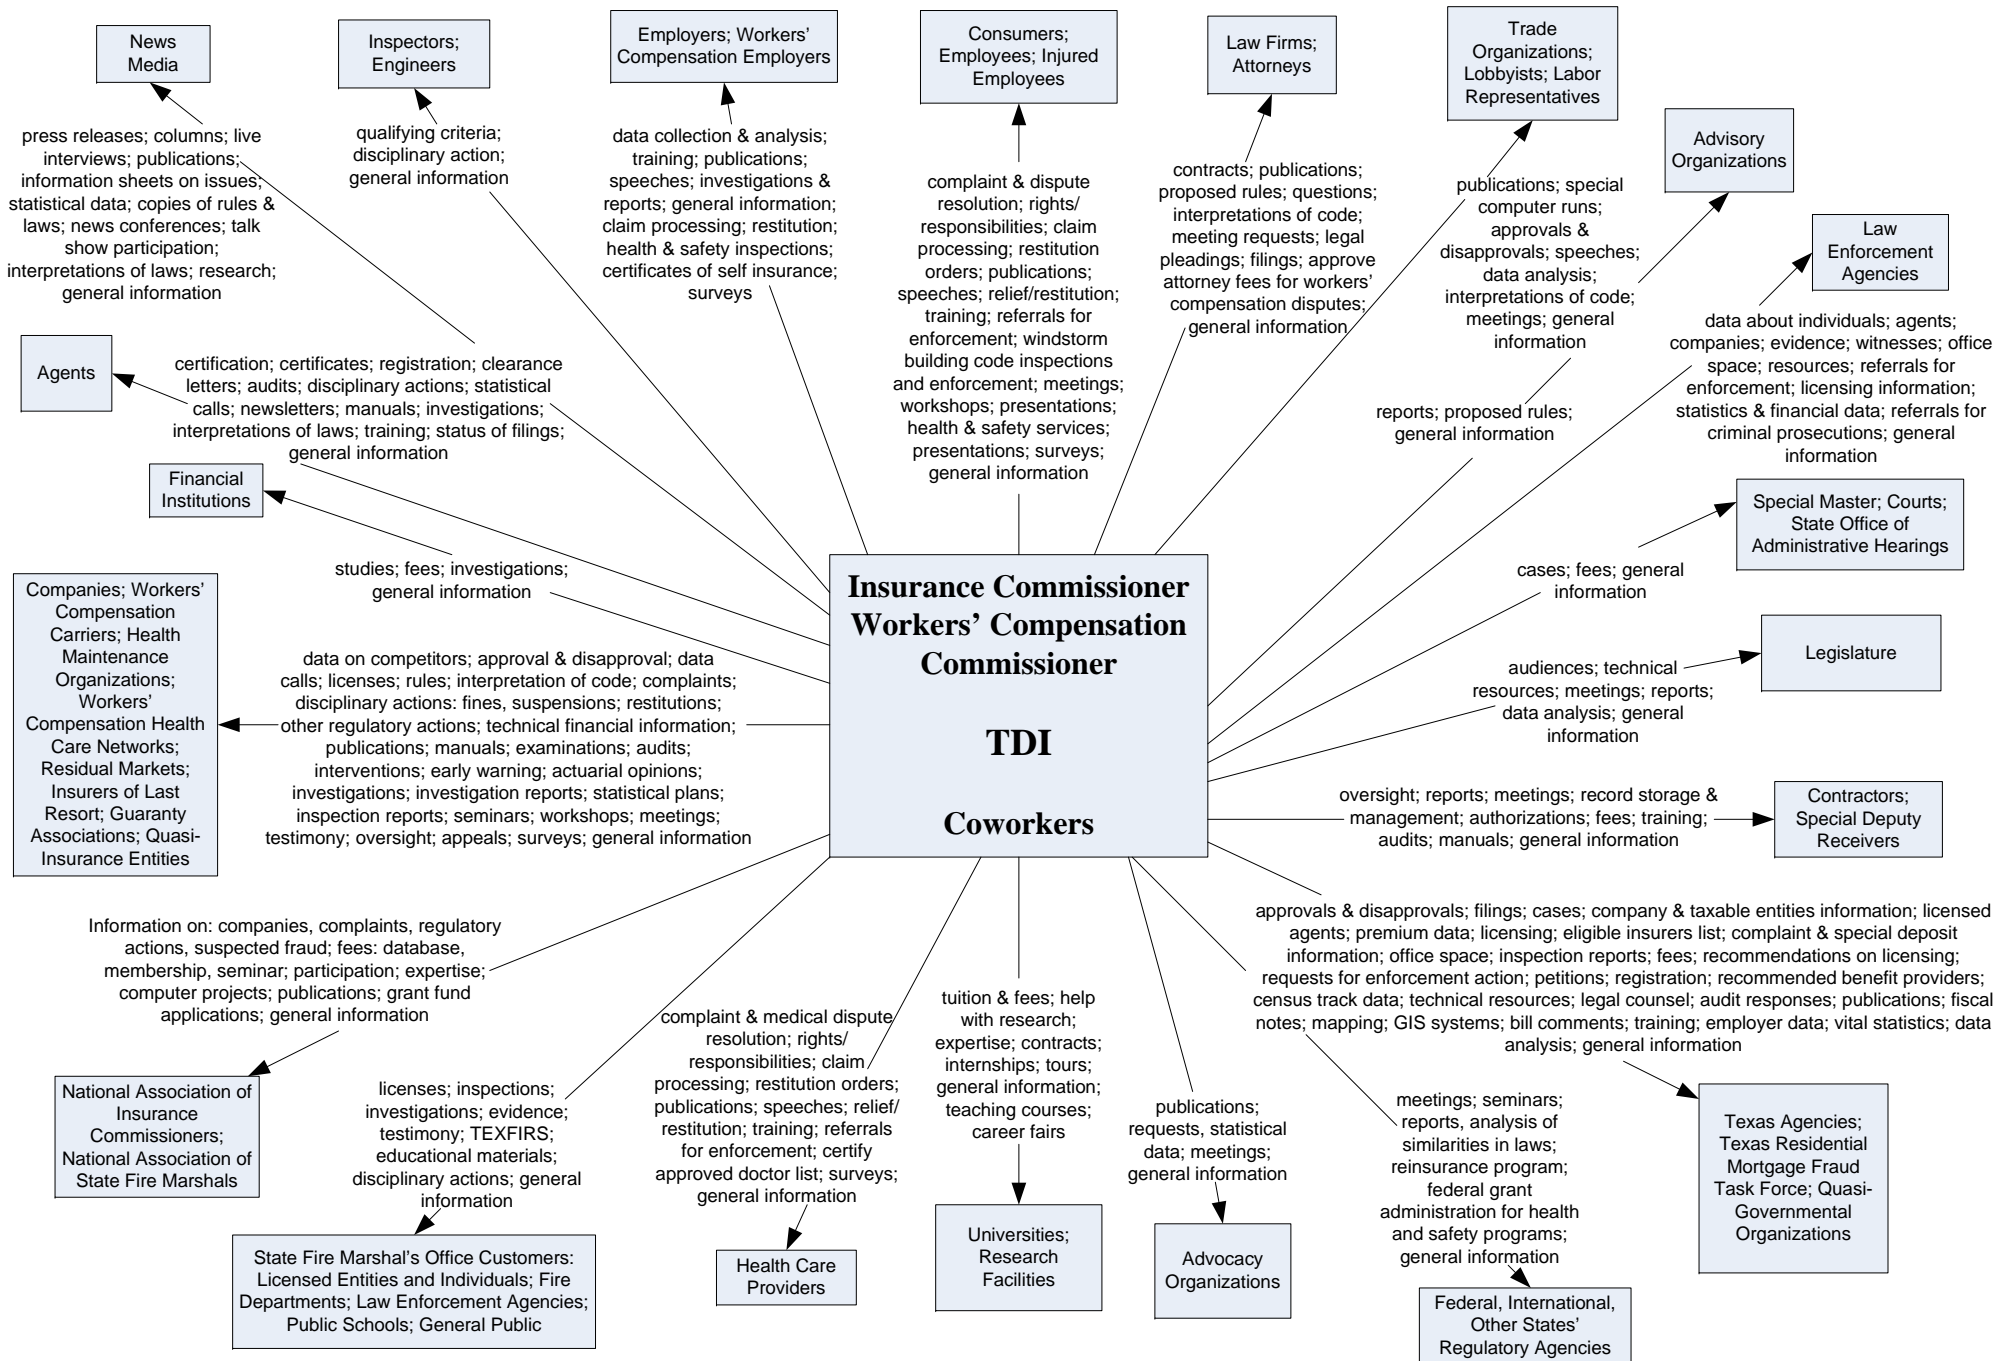 News
Media
Inspectors;
Engineers
Employers; Workers'
Compensation Employers
Consumers;
Employees; Injured
Employees
Law Firms;
Attorneys
Trade
Organizations;
Lobbyists; Labor
Representatives
Advisory
Organizations
Law
Enforcement
Agencies
press releases; columns; live
interviews; publications;
information sheets on issues;
statistical data; copies of rules &
laws; news conferences; talk
show participation;
interpretations of laws; research;
general information
qualifying criteria;
disciplinary action;
general information
data collection & analysis;
training; publications;
speeches; investigations &
reports; general information;
claim processing; restitution;
health & safety inspections;
certificates of self insurance;
surveys
complaint & dispute
resolution; rights/
responsibilities; claim
processing; restitution
orders; publications;
speeches; relief/restitution;
training; referrals for
enforcement; windstorm
building code inspections
and enforcement; meetings;
workshops; presentations;
health & safety services;
presentations; surveys;
general information
contracts; publications;
proposed rules; questions;
interpretations of code;
meeting requests; legal
pleadings; filings; approve
attorney fees for workers'
compensation disputes;
general information
publications; special
computer runs;
approvals &
disapprovals; speeches;
data analysis;
interpretations of code;
meetings; general
information
reports; proposed rules;
general information
data about individuals; agents;
companies; evidence; witnesses; office
space; resources; referrals for
enforcement; licensing information;
statistics & financial data; referrals for
criminal prosecutions; general
information
Agents
certification; certificates; registration; clearance
letters; audits; disciplinary actions; statistical
calls; newsletters; manuals; investigations;
interpretations of laws; training; status of filings;
general information
Financial
Institutions
studies; fees; investigations;
general information
Special Master; Courts;
State Office of
Administrative Hearings
cases; fees; general
information
Companies; Workers'
Compensation
Carriers; Health
Maintenance
Organizations;
Workers'
Compensation Health
Care Networks;
Residual Markets;
Insurers of Last
Resort; Guaranty
Associations; Quasi-
Insurance Entities
data on competitors; approval & disapproval; data
calls; licenses; rules; interpretation of code; complaints;
disciplinary actions: fines, suspensions; restitutions;
other regulatory actions; technical financial information;
publications; manuals; examinations; audits;
interventions; early warning; actuarial opinions;
investigations; investigation reports; statistical plans;
inspection reports; seminars; workshops; meetings;
testimony; oversight; appeals; surveys; general information
Insurance Commissioner
Workers' Compensation
Commissioner
TDI
Coworkers
Legislature
audiences; technical
resources; meetings; reports;
data analysis; general
information
oversight; reports; meetings; record storage &
management; authorizations; fees; training;
audits; manuals; general information
Contractors;
Special Deputy
Receivers
Information on: companies, complaints, regulatory
actions, suspected fraud; fees: database,
membership, seminar; participation; expertise;
computer projects; publications; grant fund
applications; general information
National Association of
Insurance
Commissioners;
National Association of
State Fire Marshals
licenses; inspections;
investigations; evidence;
testimony; TEXFIRS;
educational materials;
disciplinary actions; general
information
State Fire Marshal's Office Customers:
Licensed Entities and Individuals; Fire
Departments; Law Enforcement Agencies;
Public Schools; General Public
complaint & medical dispute
resolution; rights/
responsibilities; claim
processing; restitution orders;
publications; speeches; relief/
restitution; training; referrals
for enforcement; certify
approved doctor list; surveys;
general information
Health Care
Providers
tuition & fees; help
with research;
expertise; contracts;
internships; tours;
general information;
teaching courses;
career fairs
Universities;
Research
Facilities
publications;
requests, statistical
data; meetings;
general information
Advocacy
Organizations
meetings; seminars;
reports, analysis of
similarities in laws;
reinsurance program;
federal grant
administration for health
and safety programs;
general information
Federal, International,
Other States'
Regulatory Agencies
approvals & disapprovals; filings; cases; company & taxable entities information; licensed
agents; premium data; licensing; eligible insurers list; complaint & special deposit
information; office space; inspection reports; fees; recommendations on licensing;
requests for enforcement action; petitions; registration; recommended benefit providers;
census track data; technical resources; legal counsel; audit responses; publications; fiscal
notes; mapping; GIS systems; bill comments; training; employer data; vital statistics; data
analysis; general information
Texas Agencies;
Texas Residential
Mortgage Fraud
Task Force; Quasi-
Governmental
Organizations